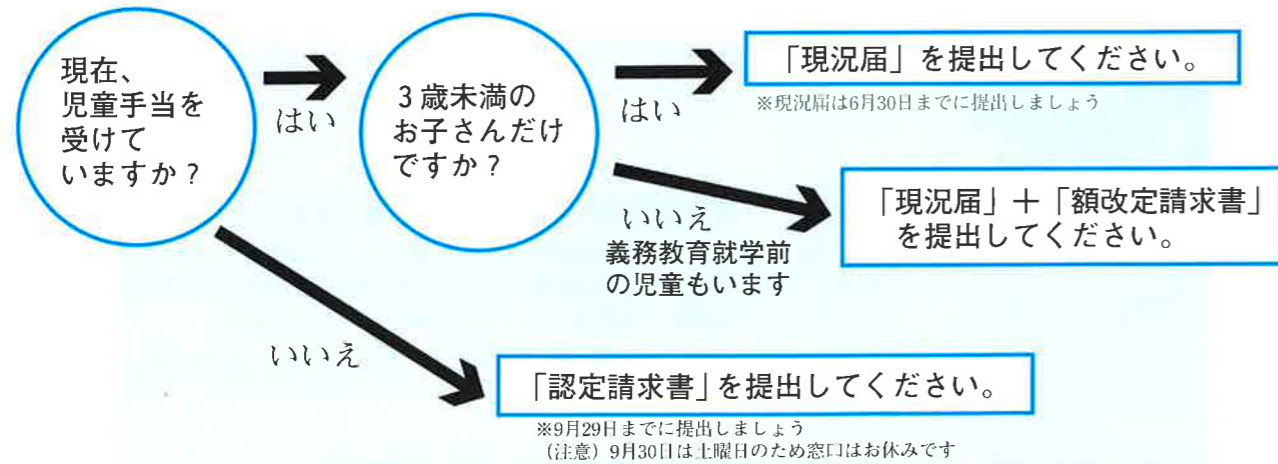 現在、
児童手当を
受けて
いますか？
はい
3歳未満の
お子さんだけ
ですか？
はい
「現況届」を提出してください。
※現況届は6月30日までに提出しましょう
いいえ
義務教育就学前
の児童もいます
「現況届」＋「額改定請求書」
を提出してください。
いいえ
「認定請求書」を提出してください。
※9月29日までに提出しましょう
（注意）9月30日は土曜日のため窓口はお休みです